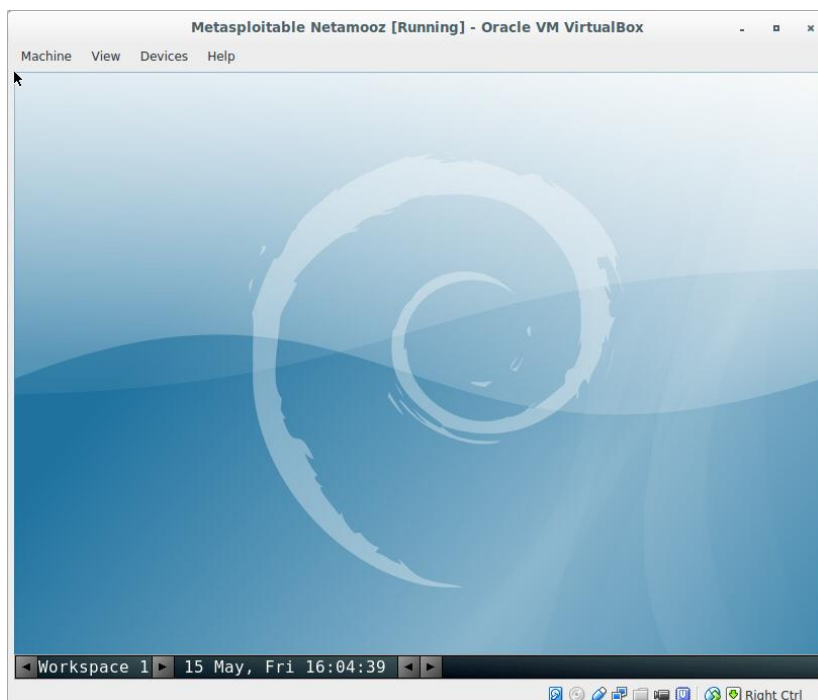 Metasploitable Netamooz [Running] - Oracle VM VirtualBox
Machine View Devices Help
Workspace 1 15 May, Fri 16:04:39
Right Ctrl